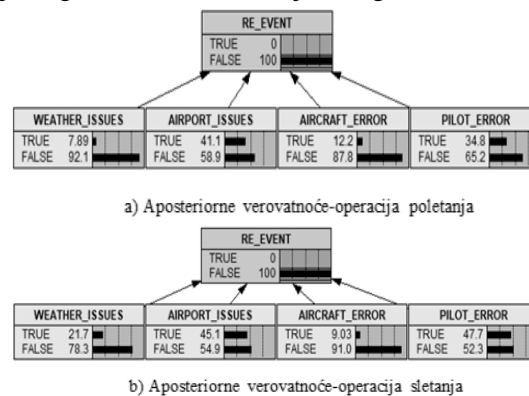 RE_EVENT
TRUE 0
FALSE 100
WEATHER_ISSUES AIRPORT_ISSUES AIRCRAFT_ERROR PILOT_ERROR
TRUE 7.89 TRUE 41.1 TRUE 12.2 TRUE 34.8
FALSE 92.1 FALSE 58.9 FALSE 87.8 FALSE 65.2
a) Aposteriorne verovatnoće-operacija poletanja
RE_EVENT
TRUE 0
FALSE 100
WEATHER_ISSUES AIRPORT_ISSUES AIRCRAFT_ERROR PILOT_ERROR
TRUE 21.7 TRUE 45.1 TRUE 9.03 TRUE 47.7
FALSE 78.3 FALSE 54.9 FALSE 91.0 FALSE 52.3
b) Aposteriorne verovatnoće-operacija sletanja